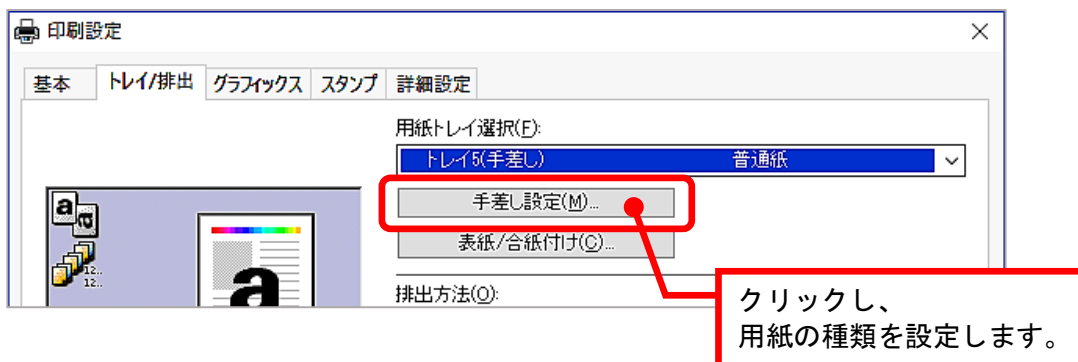 印刷設定
基本 トレイ/排出 グラフィックス スタンプ 詳細設定
用紙トレイ選択(F):
トレイ5(手差し) 普通紙
手差し設定(M)...
表紙/合紙付け(C)...
排出方法(O):
a a
12..
12..
a
クリックし、
用紙の種類を設定します。